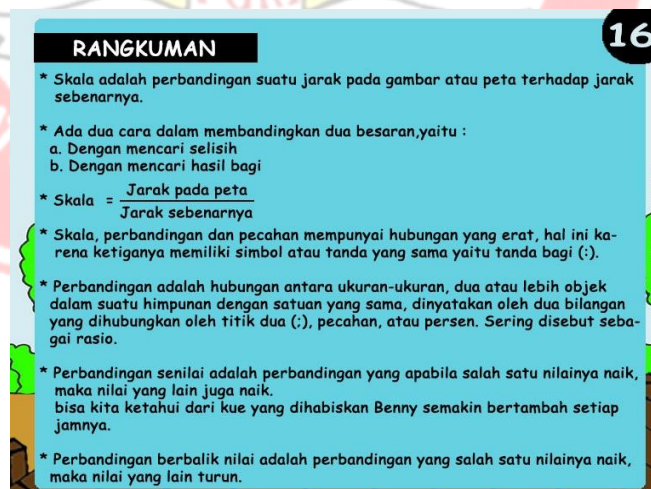 16
RANGKUMAN
* Skala adalah perbandingan suatu jarak pada gambar atau peta terhadap jarak
sebenarnya.
* Ada dua cara dalam membandingkan dua besaran,yaitu :
a. Dengan mencari selisih
b. Dengan mencari hasil bagi
* Skala = Jarak pada peta
Jarak sebenarnya
* Skala, perbandingan dan pecahan mempunyai hubungan yang erat, hal ini ka-
rena ketiganya memiliki simbol atau tanda yang sama yaitu tanda bagi (:).
* Perbandingan adalah hubungan antara ukuran-ukuran, dua atau lebih objek
dalam suatu himpunan dengan satuan yang sama, dinyatakan oleh dua bilangan
yang dihubungkan oleh titik dua (;), pecahan, atau persen. Sering disebut seba-
gai rasio.
* Perbandingan senilai adalah perbandingan yang apabila salah satu nilainya naik,
maka nilai yang lain juga naik.
bisa kita ketahui dari kue yang dihabiskan Benny semakin bertambah setiap
jamnya.
* Perbandingan berbalik nilai adalah perbandingan yang salah satu nilainya naik,
maka nilai yang lain turun.